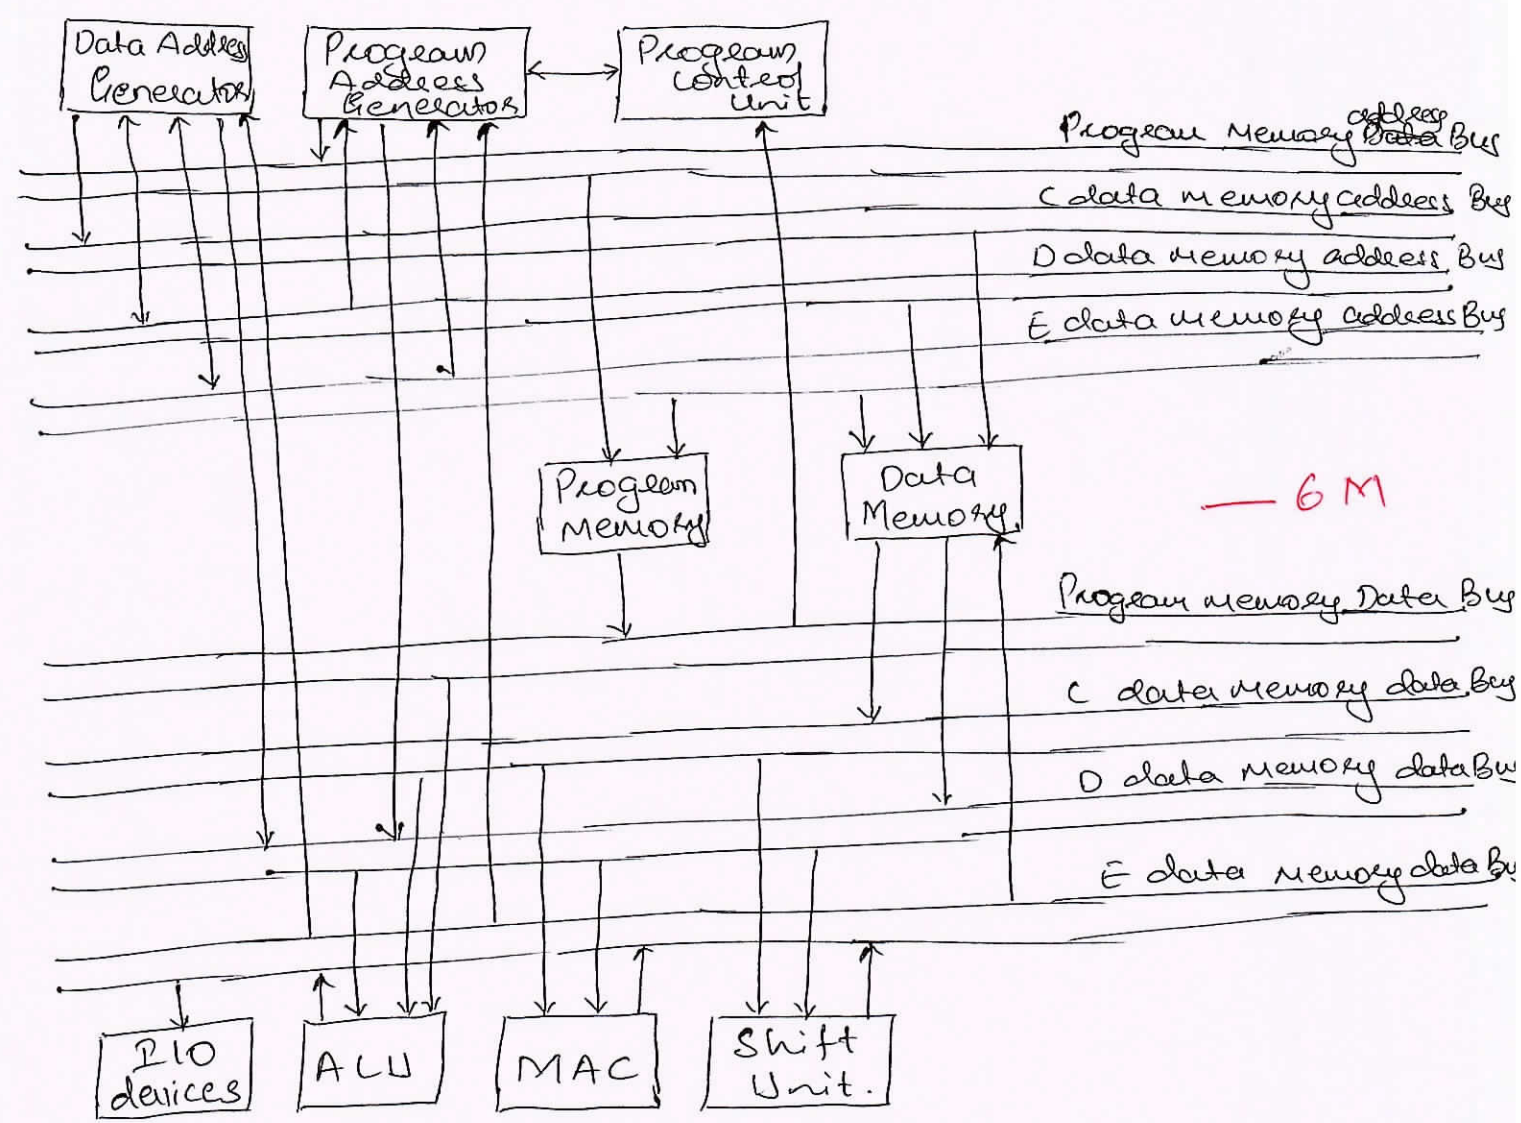 Data Address
Generator
Program
Address
Generator
Program
Control
Unit
address
Program Memory Data Bus
C data memory address Bus
D data memory address Bus
E data memory address Bus
Program
Memory
Data
Memory
— 6 M
Program memory Data Bus
C data memory data Bus
D data memory data Bus
E data memory data Bus
I/O
devices
ALU
MAC
Shift
Unit.